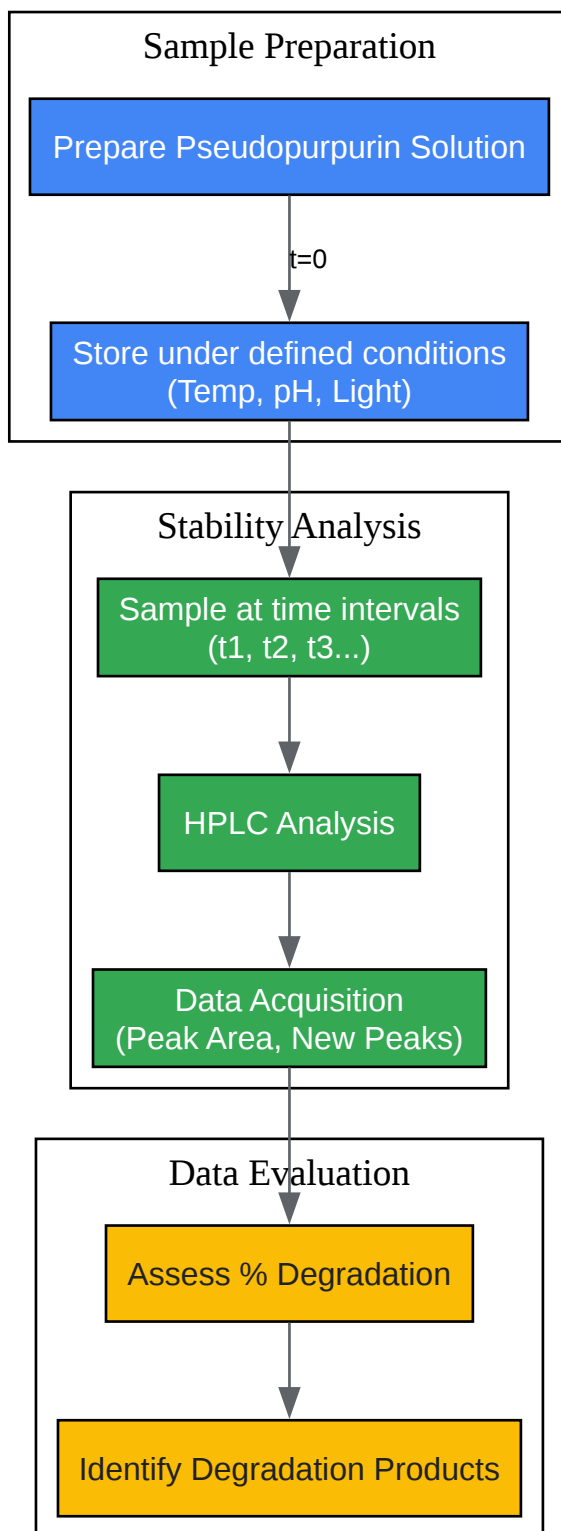 Sample Preparation
Prepare Pseudopurpurin Solution
t=0
Store under defined conditions
(Temp, pH, Light)
Stability Analysis
Sample at time intervals
(t1, t2, t3...)
HPLC Analysis
Data Acquisition
(Peak Area, New Peaks)
Data Evaluation
Assess % Degradation
Identify Degradation Products